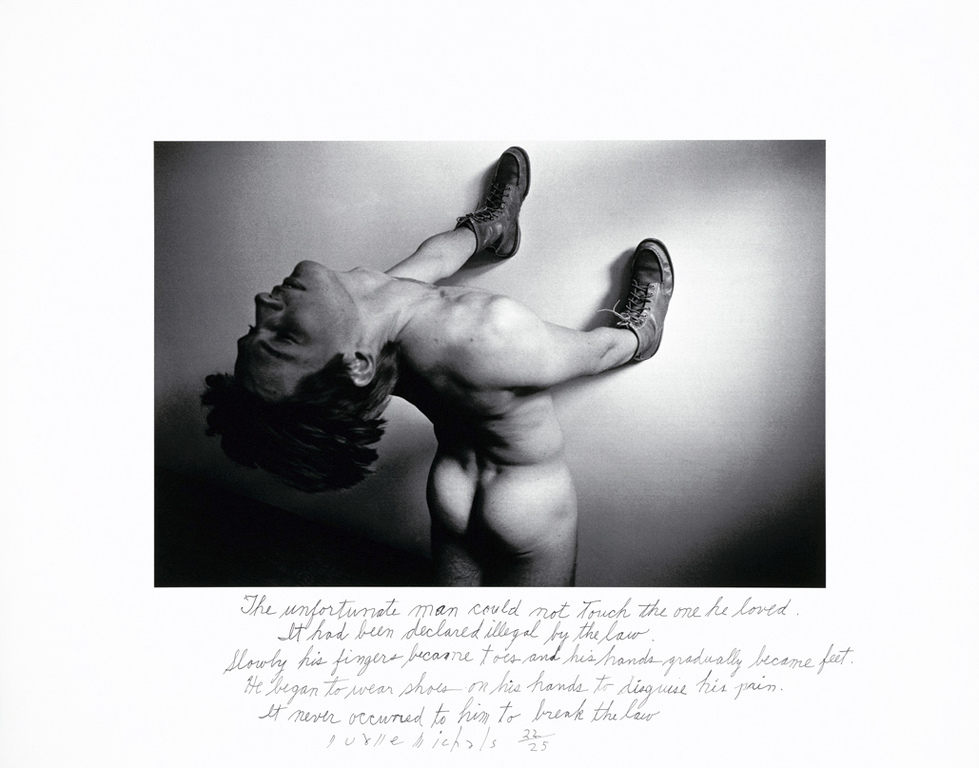 The unfortunate man could not Touch the one he loved.
It had been declared illegal by the law.
Slowly his fingers became toes and his hands gradually became feet.
He began to wear shoes on his hands to disguise his pain.
It never occurred to him to break the law
Duane Michals 22/25